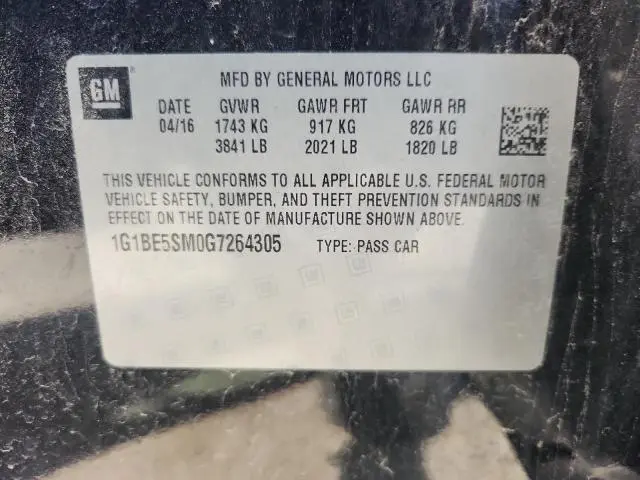 GM
MFD BY GENERAL MOTORS LLC
DATE GVWR GAWR FRT GAWR RR
04/16 1743 KG 917 KG 826 KG
3841 LB 2021 LB 1820 LB
THIS VEHICLE CONFORMS TO ALL APPLICABLE U.S. FEDERAL MOTOR
VEHICLE SAFETY, BUMPER, AND THEFT PREVENTION STANDARDS IN
EFFECT ON THE DATE OF MANUFACTURE SHOWN ABOVE.
1G1BE5SM0G7264305 TYPE: PASS CAR